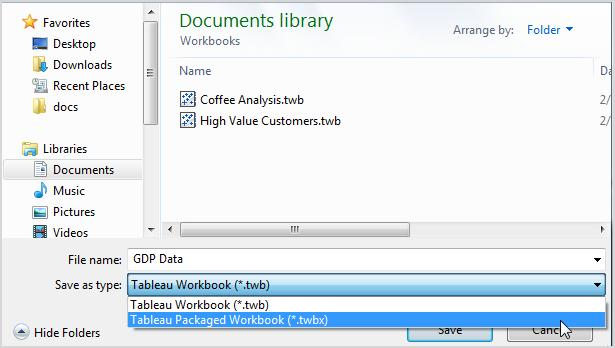 Favorites
Desktop
Downloads
Recent Places
docs
Libraries
Documents
Music
Pictures
Videos
Documents library
Workbooks
Arrange by: Folder
Name
Da
Coffee Analysis.twb
2/
High Value Customers.twb
2/
File name: GDP Data
Save as type: Tableau Workbook (*.twb)
Tableau Workbook (*.twb)
Tableau Packaged Workbook (*.twbx)
Hide Folders
Save
Cancel